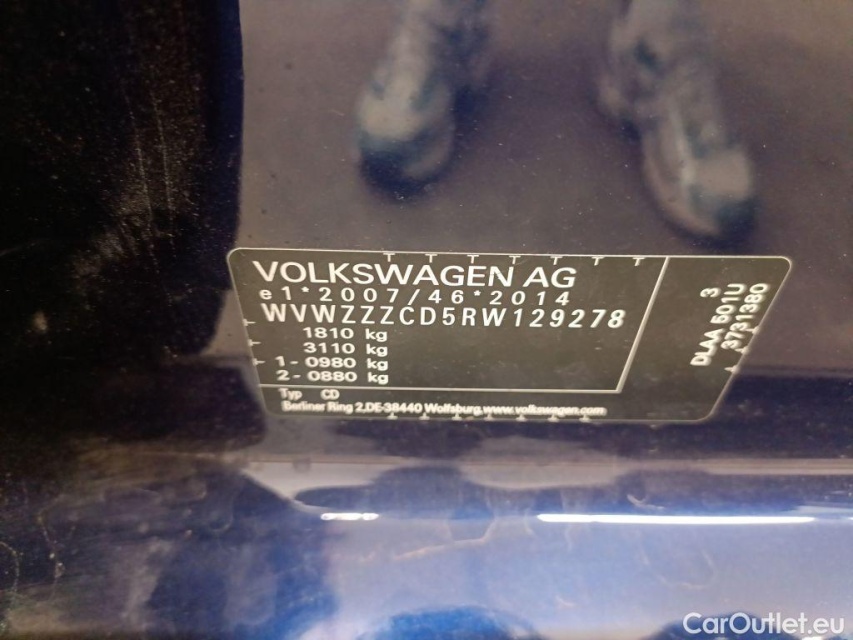 VOLKSWAGEN AG
e1*2007/46*2014
WVWZZZCD5RW129278
1810 kg
3110 kg
1 - 0980 kg
2 - 0880 kg
Typ CD
Berliner Ring 2,DE-38440 Wolfsburg,www.volkswagen.com
3
DLAA 501U
3731380
CarOutlet.eu